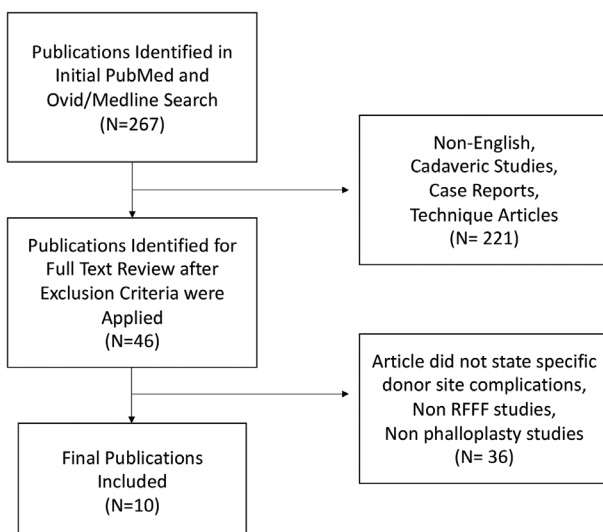 Publications Identified in
Initial PubMed and
Ovid/Medline Search
(N=267)
Non-English,
Cadaveric Studies,
Case Reports,
Technique Articles
(N= 221)
Publications Identified for
Full Text Review after
Exclusion Criteria were
Applied
(N=46)
Article did not state specific
donor site complications,
Non RFFF studies,
Non phalloplasty studies
(N= 36)
Final Publications
Included
(N=10)